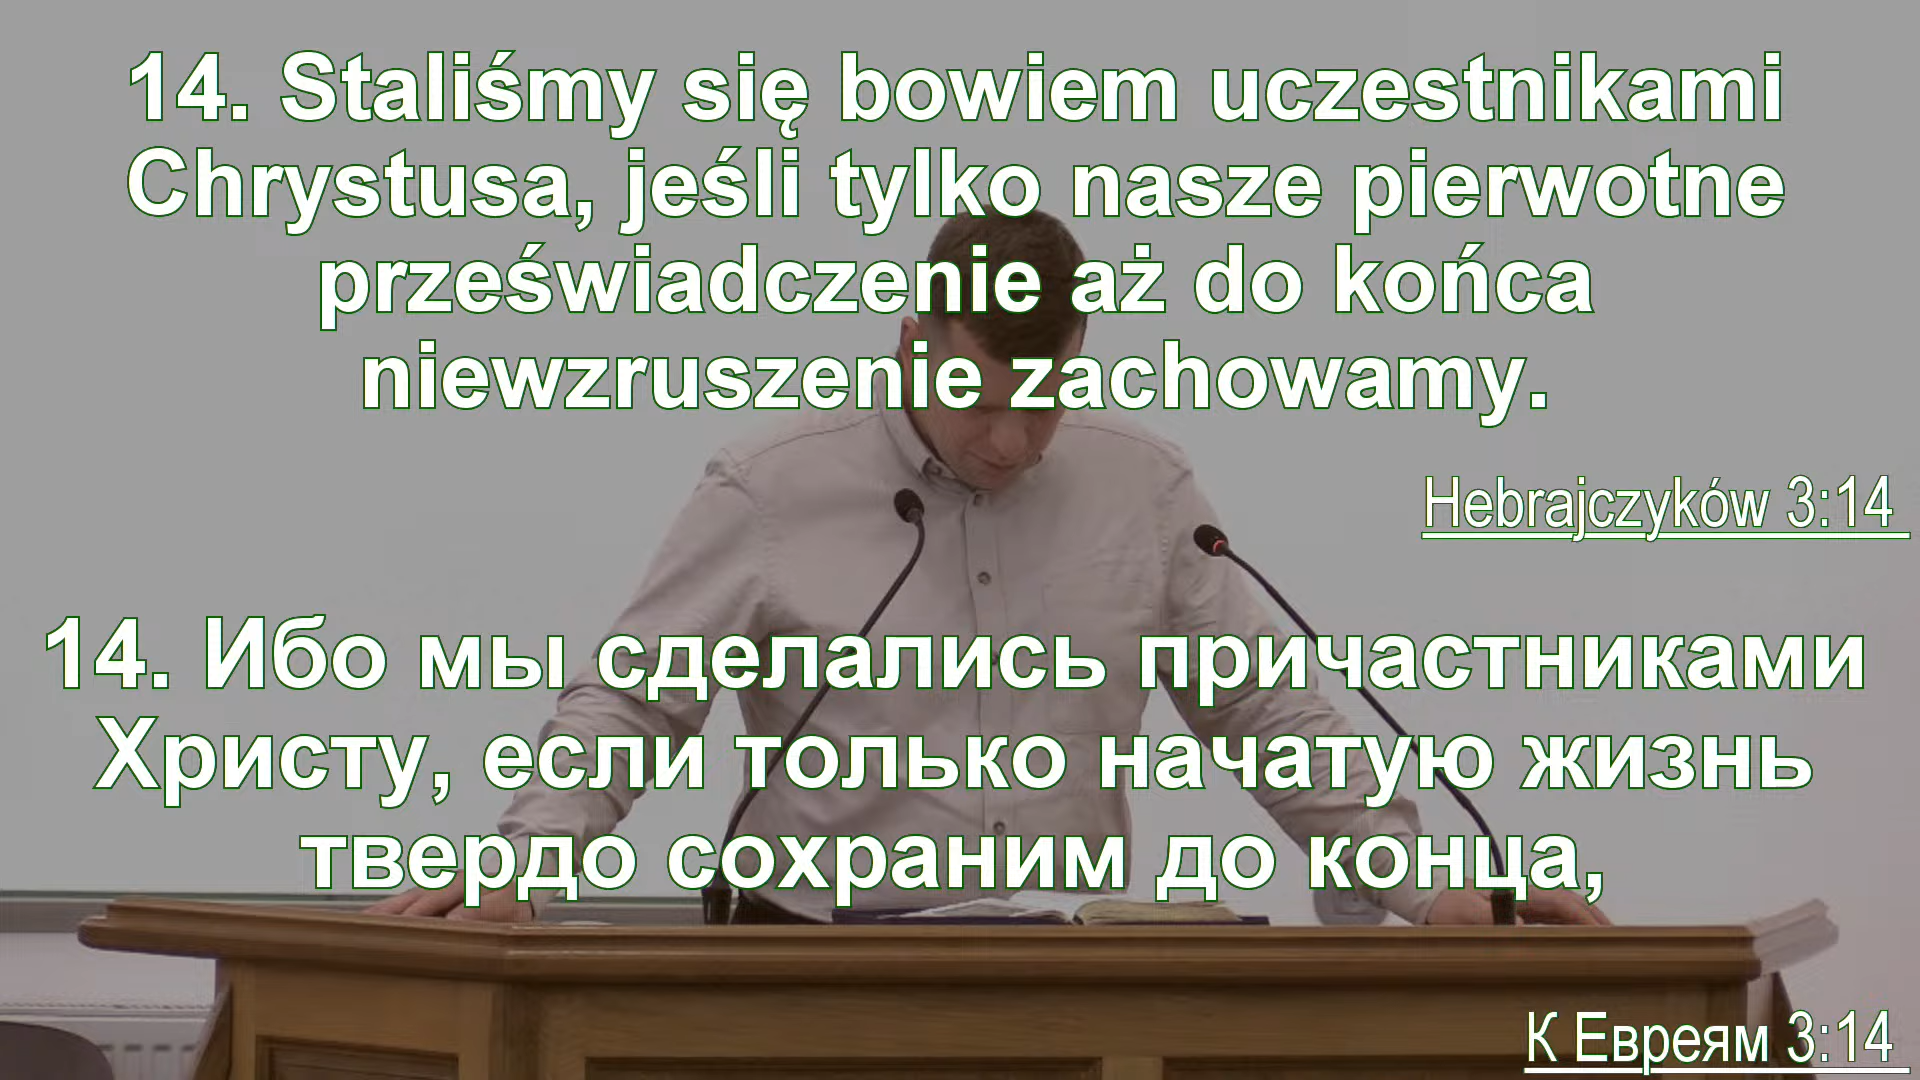 14. Staliśmy się bowiem uczestnikami
Chrystusa, jeśli tylko nasze pierwotne
przeświadczenie aż do końca
niewzruszenie zachowamy.
Hebrajczyków 3:14
14. Ибо мы сделались причастниками
Христу, если только начатую жизнь
твердо сохраним до конца,
К Евреям 3:14